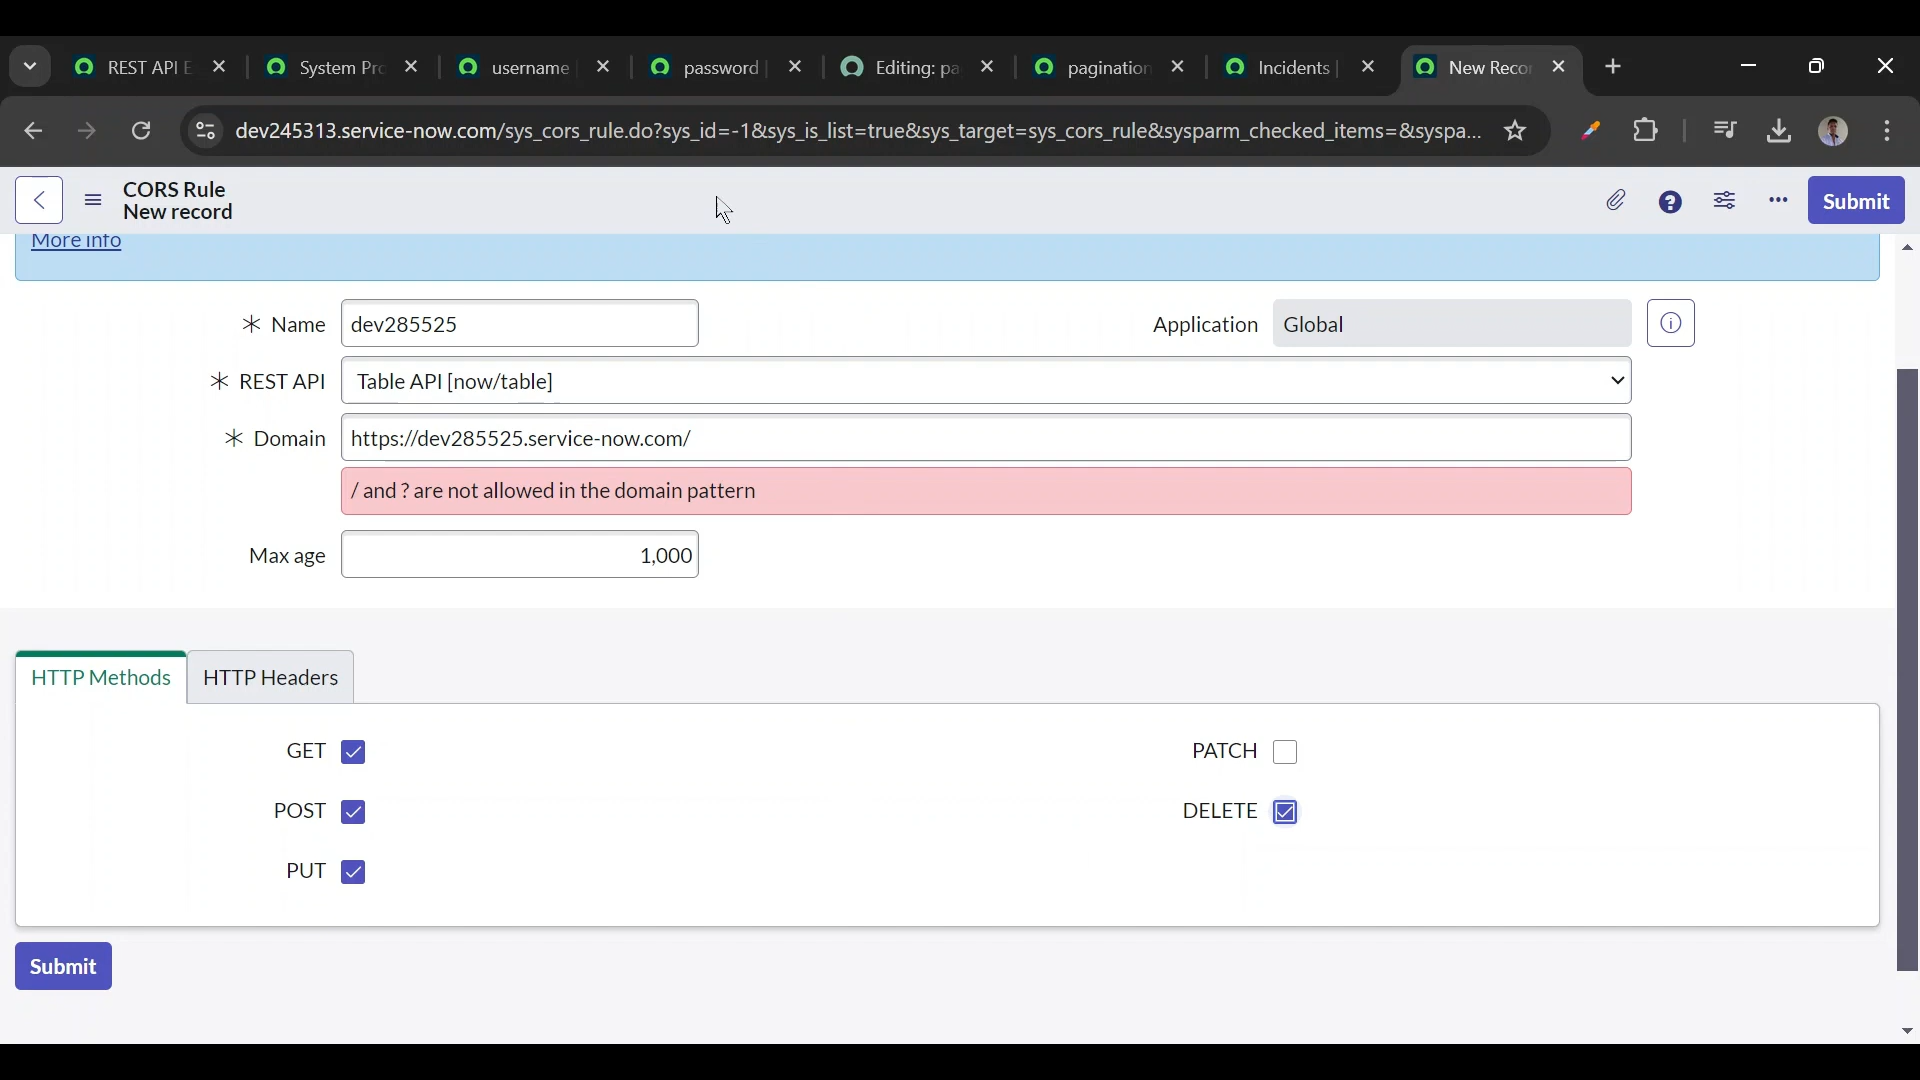 REST API E
System Pro
username
password
Editing: pa
pagination
Incidents |
New Recor
dev245313.service-now.com/sys_cors_rule.do?sys_id=-1&sys_is_list=true&sys_target=sys_cors_rule&sysparm_checked_items=&syspa...
CORS Rule
New record
Submit
More info
Name
dev285525
Application
Global
REST API
Table API [now/table]
Domain
https://dev285525.service-now.com/
/ and ? are not allowed in the domain pattern
Max age
1,000
HTTP Methods
HTTP Headers
GET
PATCH
POST
DELETE
PUT
Submit